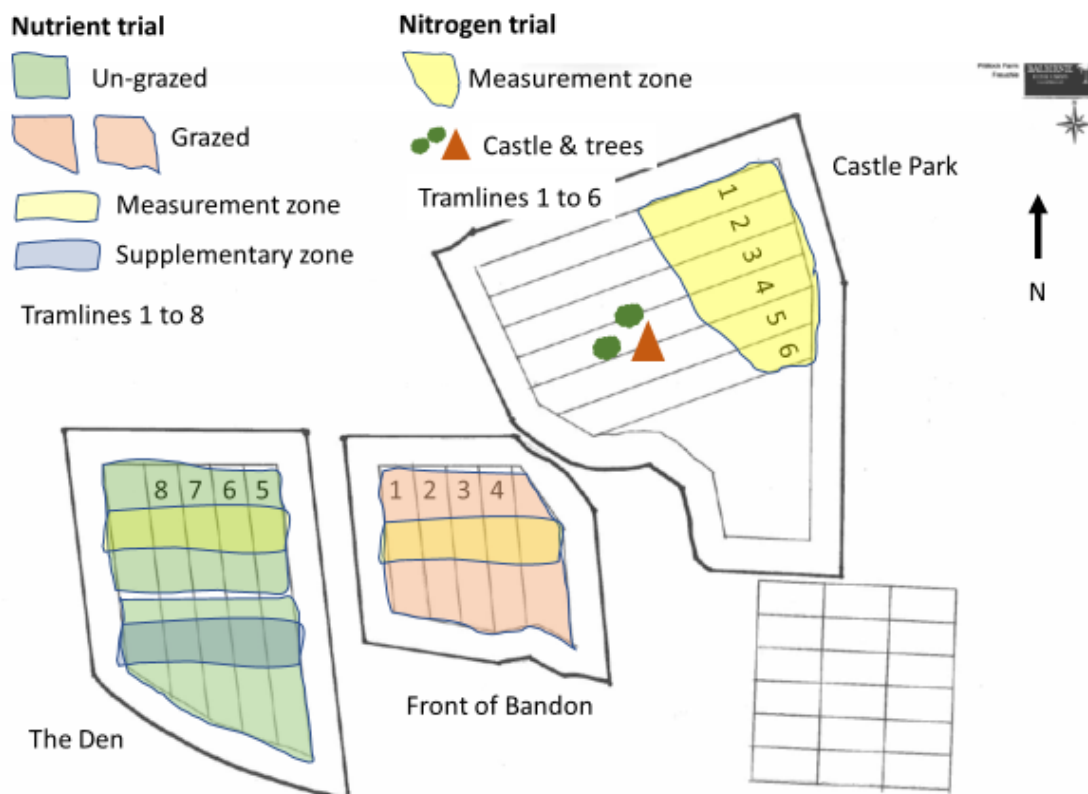 Nutrient trial
Un-grazed
Grazed
Measurement zone
Supplementary zone
Tramlines 1 to 8
Nitrogen trial
Measurement zone
Castle & trees
Tramlines 1 to 6
Castle Park
N
1
2
3
4
5
6
8 7 6 5
1 2 3 4
The Den
Front of Bandon